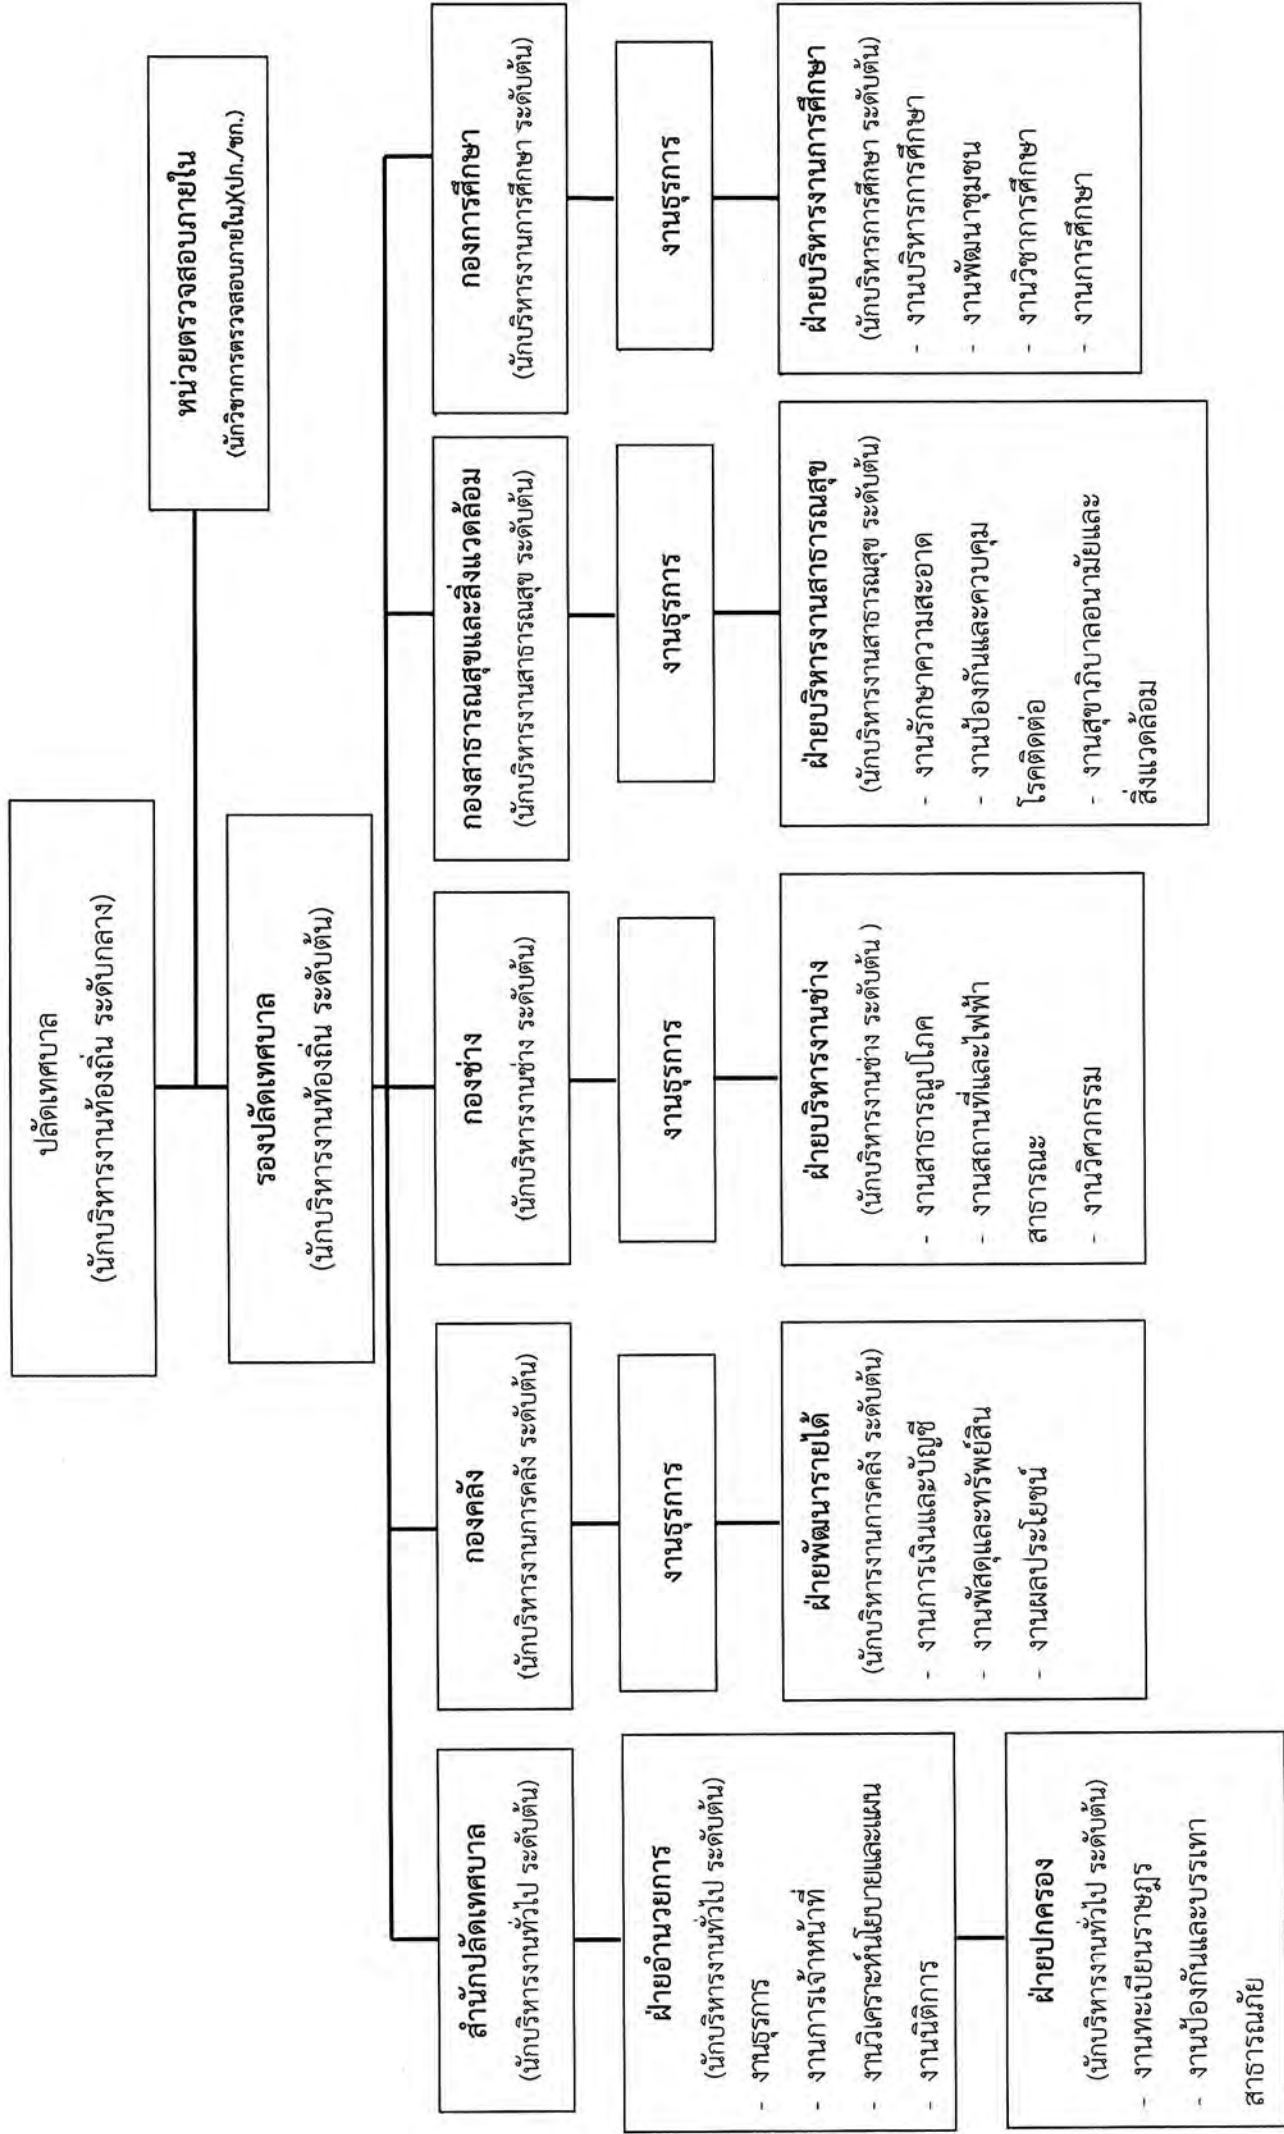 ปลัดเทศบาล
(นักบริหารงานท้องถิ่น ระดับกลาง)
หน่วยตรวจสอบภายใน
(นักวิชาการตรวจสอบภายใน)(ปก./ชก.)
รองปลัดเทศบาล
(นักบริหารงานท้องถิ่น ระดับต้น)
สำนักปลัดเทศบาล
(นักบริหารงานทั่วไป ระดับต้น)
ฝ่ายอำนวยการ
(นักบริหารงานทั่วไป ระดับต้น)
- งานธุรการ
- งานการเจ้าหน้าที่
- งานวิเคราะห์นโยบายและแผน
- งานนิติการ
ฝ่ายปกครอง
(นักบริหารงานทั่วไป ระดับต้น)
- งานทะเบียนราษฎร
- งานป้องกันและบรรเทา
สาธารณภัย
กองคลัง
(นักบริหารงานการคลัง ระดับต้น)
งานธุรการ
ฝ่ายพัฒนารายได้
(นักบริหารงานการคลัง ระดับต้น)
- งานการเงินและบัญชี
- งานพัสดุและทรัพย์สิน
- งานผลประโยชน์
กองช่าง
(นักบริหารงานช่าง ระดับต้น)
งานธุรการ
ฝ่ายบริหารงานช่าง
(นักบริหารงานช่าง ระดับต้น )
- งานสาธารณูปโภค
- งานสถานที่และไฟฟ้า
สาธารณะ
- งานวิศวกรรม
กองสาธารณสุขและสิ่งแวดล้อม
(นักบริหารงานสาธารณสุข ระดับต้น)
งานธุรการ
ฝ่ายบริหารงานสาธารณสุข
(นักบริหารงานสาธารณสุข ระดับต้น)
- งานรักษาความสะอาด
- งานป้องกันและควบคุม
โรคติดต่อ
- งานสุขาภิบาลอนามัยและ
สิ่งแวดล้อม
กองการศึกษา
(นักบริหารงานการศึกษา ระดับต้น)
งานธุรการ
ฝ่ายบริหารงานการศึกษา
(นักบริหารการศึกษา ระดับต้น)
- งานบริหารการศึกษา
- งานพัฒนาชุมชน
- งานวิชาการศึกษา
- งานการศึกษา